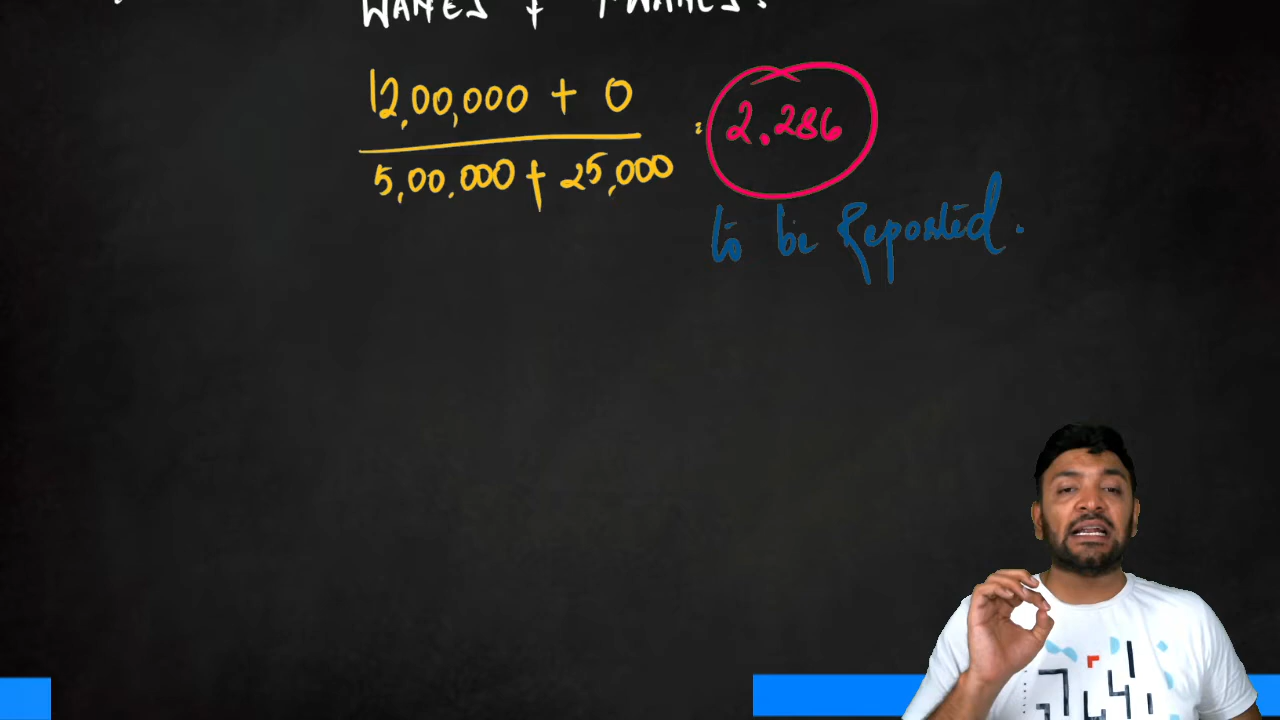 12,00,000 + 0
5,00,000 + 25,000
= 2.286
to be Reported.